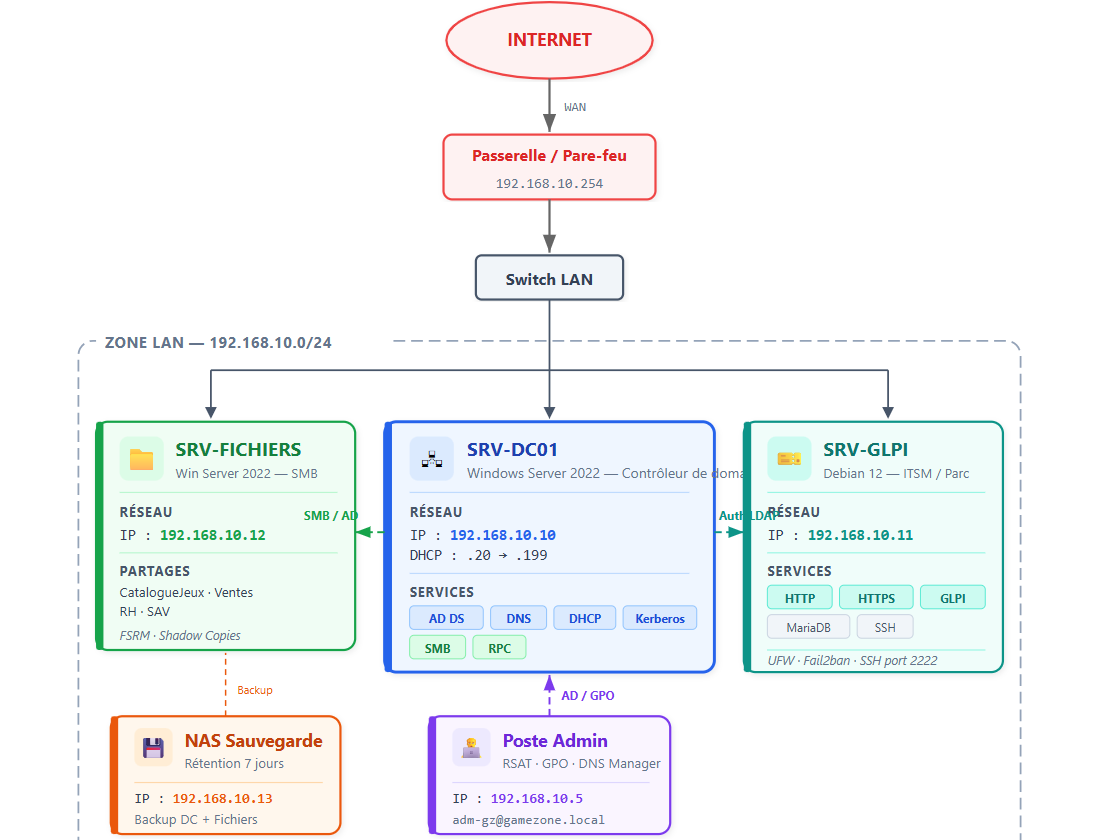 INTERNET
WAN
Passerelle / Pare-feu
192.168.10.254
Switch LAN
ZONE LAN — 192.168.10.0/24
SRV-FICHIERS
Win Server 2022 — SMB
RÉSEAU
IP : 192.168.10.12
PARTAGES
CatalogueJeux · Ventes
RH · SAV
FSRM · Shadow Copies
SMB / AD
SRV-DC01
Windows Server 2022 — Contrôleur de doma
RÉSEAU
IP : 192.168.10.10
DHCP : .20 → .199
SERVICES
AD DS
DNS
DHCP
Kerberos
SMB
RPC
Auth LDAP
SRV-GLPI
Debian 12 — ITSM / Parc
RÉSEAU
IP : 192.168.10.11
SERVICES
HTTP
HTTPS
GLPI
MariaDB
SSH
UFW · Fail2ban · SSH port 2222
Backup
AD / GPO
NAS Sauvegarde
Rétention 7 jours
IP : 192.168.10.13
Backup DC + Fichiers
Poste Admin
RSAT · GPO · DNS Manager
IP : 192.168.10.5
adm-gz@gamezone.local